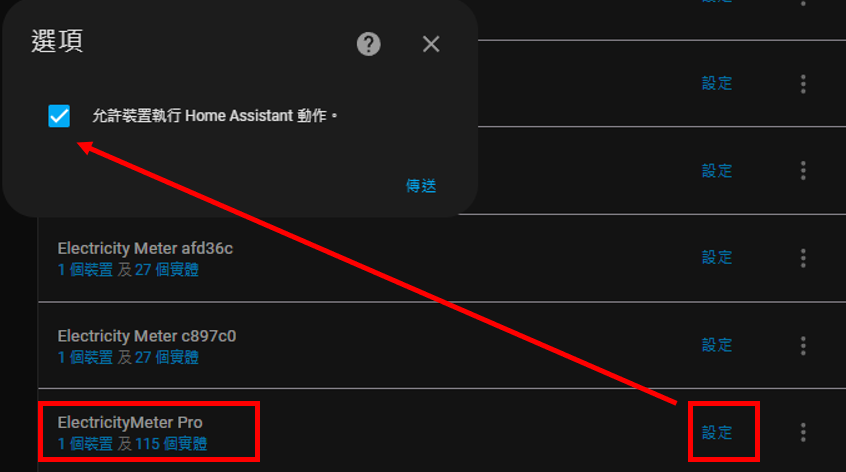 選項
允許裝置執行 Home Assistant 動作。
傳送
設定
設定
設定
Electricity Meter afd36c
1 個裝置 及 27 個實體
設定
Electricity Meter c897c0
1 個裝置 及 27 個實體
設定
ElectricityMeter Pro
1 個裝置 及 115 個實體
設定